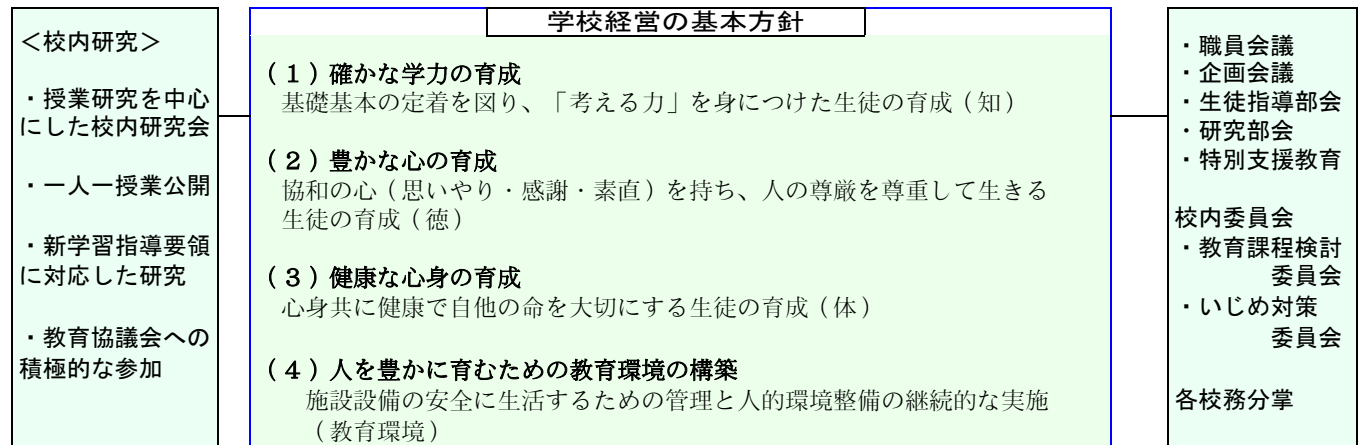 ＜校内研究＞
・授業研究を中心
にした校内研究会
・一人一授業公開
・新学習指導要領
に対応した研究
・教育協議会への
積極的な参加
学校経営の基本方針
（１）確かな学力の育成
基礎基本の定着を図り、「考える力」を身につけた生徒の育成（知）
（２）豊かな心の育成
協和の心（思いやり・感謝・素直）を持ち、人の尊厳を尊重して生きる
生徒の育成（徳）
（３）健康な心身の育成
心身共に健康で自他の命を大切にする生徒の育成（体）
（４）人を豊かに育むための教育環境の構築
施設設備の安全に生活するための管理と人的環境整備の継続的な実施
（教育環境）
・職員会議
・企画会議
・生徒指導部会
・研究部会
・特別支援教育
校内委員会
・教育課程検討
委員会
・いじめ対策
委員会
各校務分掌